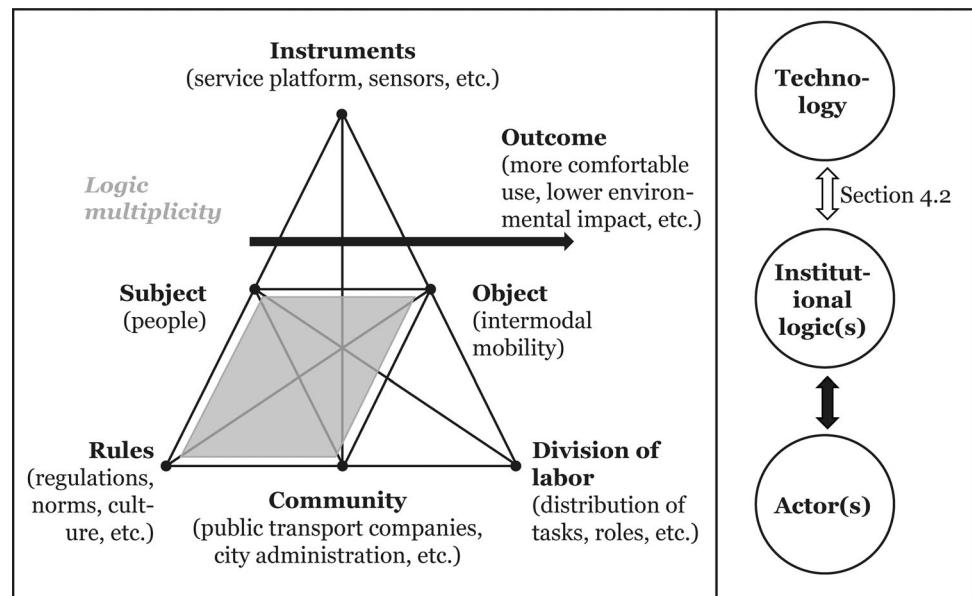 Instruments
(service platform, sensors, etc.)
Outcome
(more comfortable
use, lower environ-
mental impact, etc.)
Logic
multiplicity
Subject
(people)
Object
(intermodal
mobility)
Rules
(regulations,
norms, cult-
ure, etc.)
Community
(public transport companies,
city administration, etc.)
Division of
labor
(distribution of
tasks, roles, etc.)
Techno-
logy
Section 4.2
Institut-
ional
logic(s)
Actor(s)